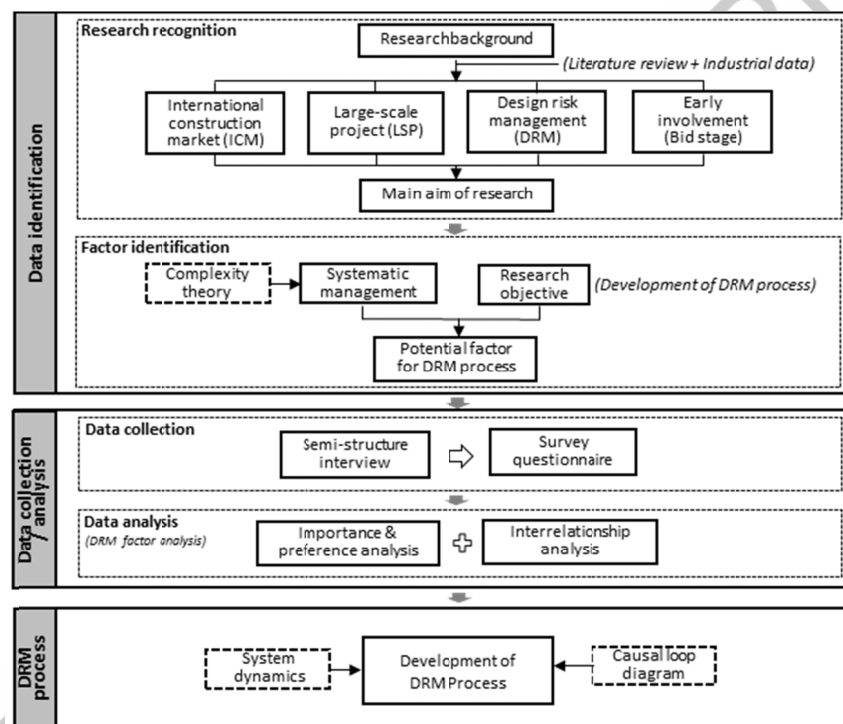 Research recognition
Researchbackground
(Literature review + Industrial data)
International
construction
market (ICM)
Large-scale
project (LSP)
Design risk
management
(DRM)
Early
involvement
(Bid stage)
Main aim of research
Data identification
Factor identification
Complexity
theory
Systematic
management
Research
objective
(Development of DRM process)
Potential factor
for DRM process
Data collection
/ analysis
Data collection
Semi-structure
interview
Survey
questionnaire
Data analysis
(DRM factor analysis)
Importance &
preference analysis
Interrelationship
analysis
DRM
process
System
dynamics
Development of
DRM Process
Causal loop
diagram